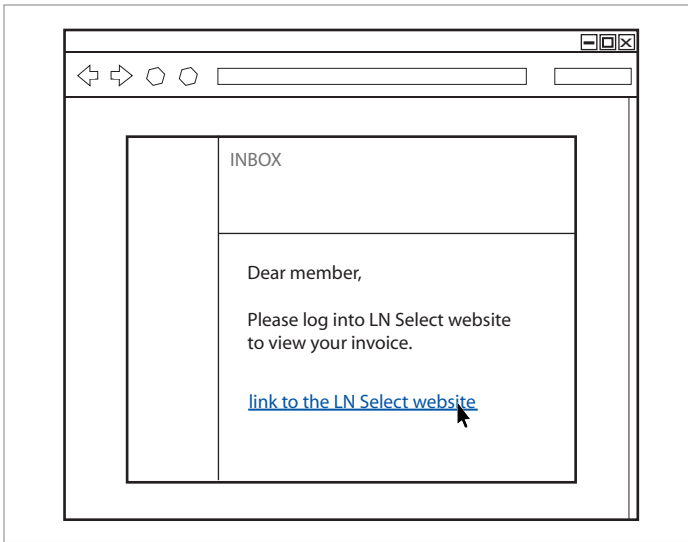 INBOX
Dear member,
Please log into LN Select website
to view your invoice.
link to the LN Select website